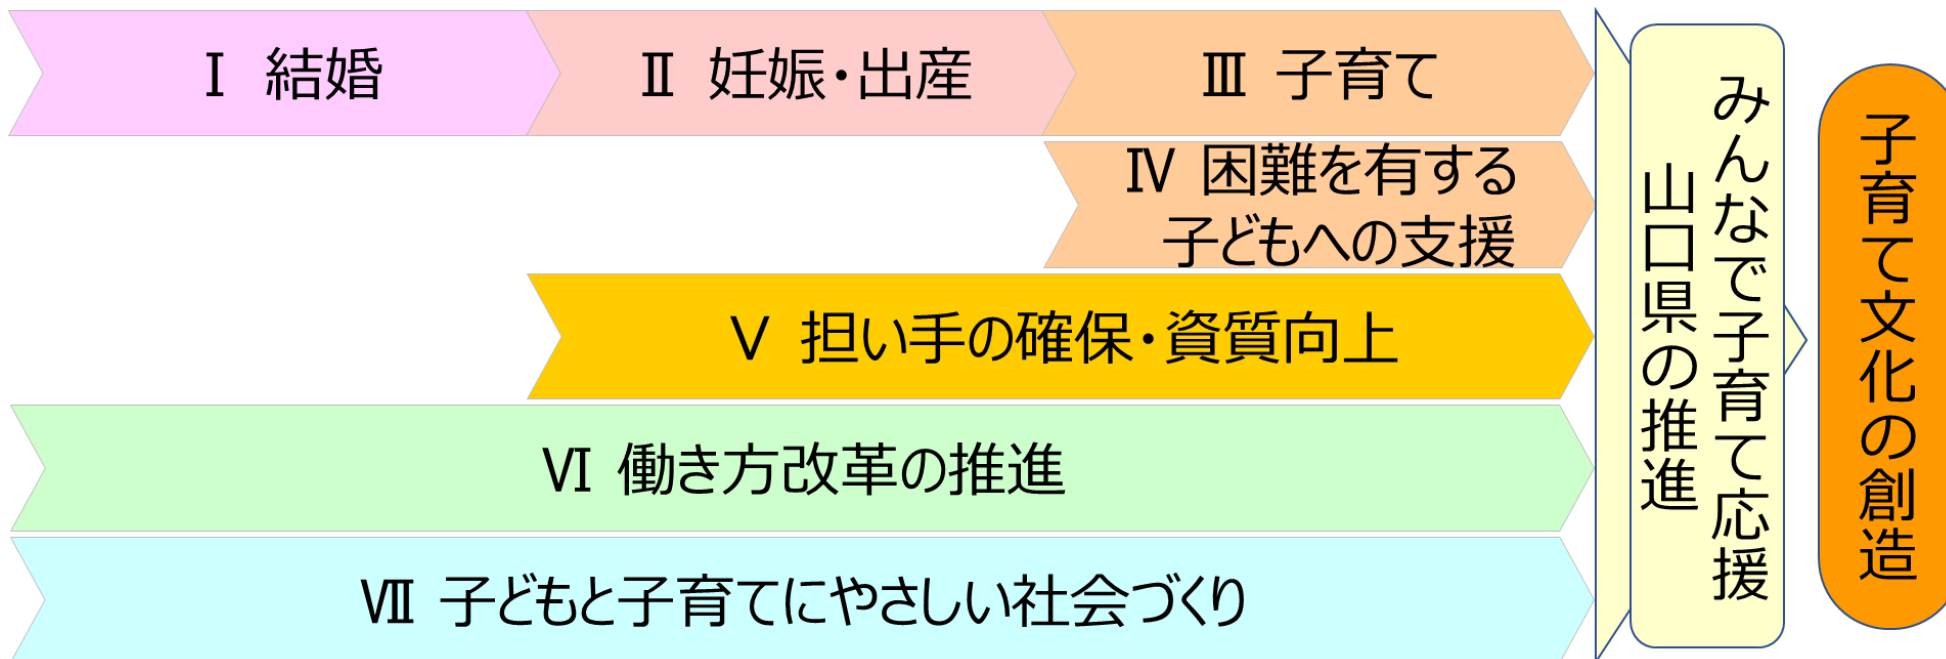 Ⅰ 結婚
Ⅱ 妊娠・出産
Ⅲ 子育て
Ⅳ 困難を有する
子どもへの支援
Ⅴ 担い手の確保・資質向上
Ⅵ 働き方改革の推進
Ⅶ 子どもと子育てにやさしい社会づくり
みんなで子育て応援
山口県の推進
子育て文化の創造